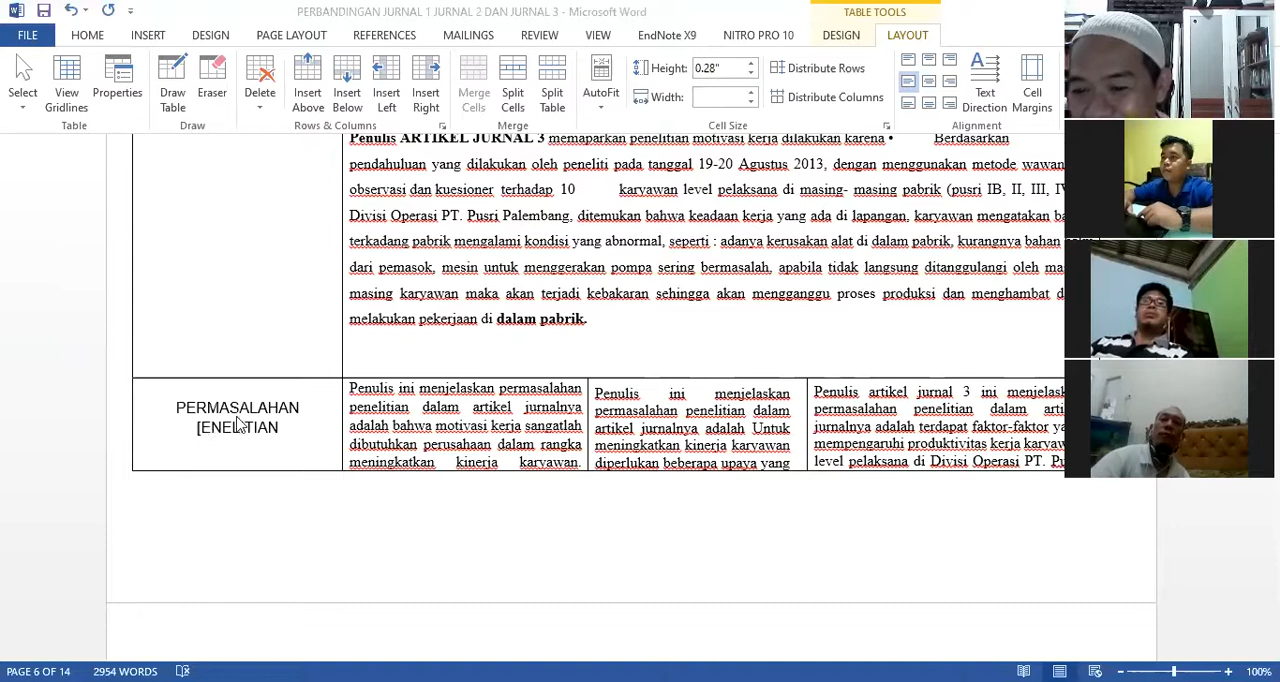 PERBANDINGAN JURNAL 1 JURNAL 2 DAN JURNAL 3 - Microsoft Word
TABLE TOOLS
FILE HOME INSERT DESIGN PAGE LAYOUT REFERENCES MAILINGS REVIEW VIEW EndNote X9 NITRO PRO 10 DESIGN LAYOUT
Select
View Gridlines
Properties
Table
Draw Table
Eraser
Draw
Delete
Insert Above
Insert Below
Insert Left
Insert Right
Rows & Columns
Merge Cells
Split Cells
Split Table
Merge
AutoFit
Height: 0.28"
Width:
Distribute Rows
Distribute Columns
Cell Size
Text Direction
Cell Margins
Alignment
Penulis ARTIKEL JURNAL 3 memaparkan penelitian motivasi kerja dilakukan karena • Berdasarkan
pendahuluan yang dilakukan oleh peneliti pada tanggal 19-20 Agustus 2013, dengan menggunakan metode
observasi dan kuesioner terhadap 10 karyawan level pelaksana di masing- masing pabrik (pusri IB, II, III,
Divisi Operasi PT. Pusri Palembang, ditemukan bahwa keadaan kerja yang ada di lapangan, karyawan mengatakan
terkadang pabrik mengalami kondisi yang abnormal, seperti : adanya kerusakan alat di dalam pabrik, kurangnya bahan
dari pemasok, mesin untuk menggerakan pompa sering bermasalah, apabila tidak langsung ditanggulangi oleh
masing karyawan maka akan terjadi kebakaran sehingga akan mengganggu proses produksi dan menghambat
melakukan pekerjaan di dalam pabrik.
PERMASALAHAN
[ENELITIAN
Penulis ini menjelaskan permasalahan
penelitian dalam artikel jurnalnya
adalah bahwa motivasi kerja sangatlah
dibutuhkan perusahaan dalam rangka
meningkatkan kinerja karyawan.
Penulis ini menjelaskan
permasalahan penelitian dalam
artikel jurnalnya adalah Untuk
meningkatkan kinerja karyawan
diperlukan beberapa upaya yang
Penulis artikel jurnal 3 ini
permasalahan penelitian dalam
jurnalnya adalah terdapat faktor-faktor
mempengaruhi produktivitas kerja
level pelaksana di Divisi Operasi PT.
PAGE 6 OF 14 2954 WORDS 100%